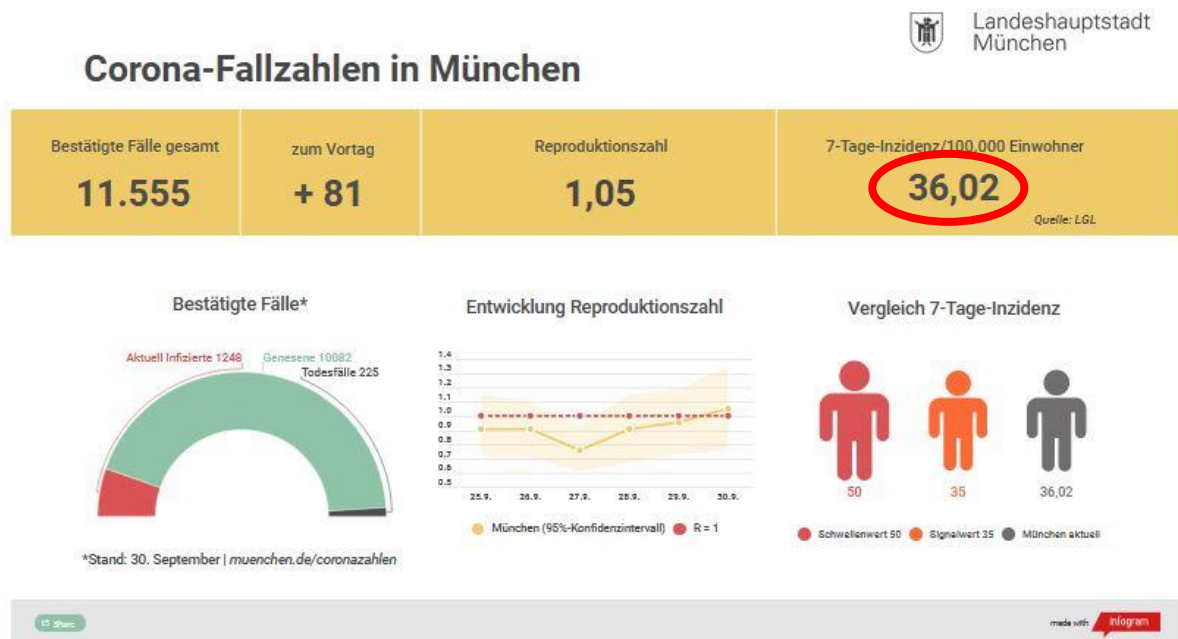 Landeshauptstadt
München
Corona-Fallzahlen in München
Bestätigte Fälle gesamt
11.555
zum Vortag
+ 81
Reproduktionszahl
1,05
7-Tage-Inzidenz/100,000 Einwohner
36,02
Quelle: LGL
Bestätigte Fälle*
Aktuell Infizierte 1248
Genesene 10082
Todesfälle 225
*Stand: 30. September | muenchen.de/coronazahlen
Entwicklung Reproduktionszahl
1.4
1.3
1.2
1.1
1.0
0.9
0.8
0.7
0.6
0.5
25.9. 26.9. 27.9. 28.9. 29.9. 30.9.
München (95%-Konfidenzintervall) R = 1
Vergleich 7-Tage-Inzidenz
50 35 36,02
Schwellenwert 50 Signalwert 35 München aktuell
Share
made with infogram